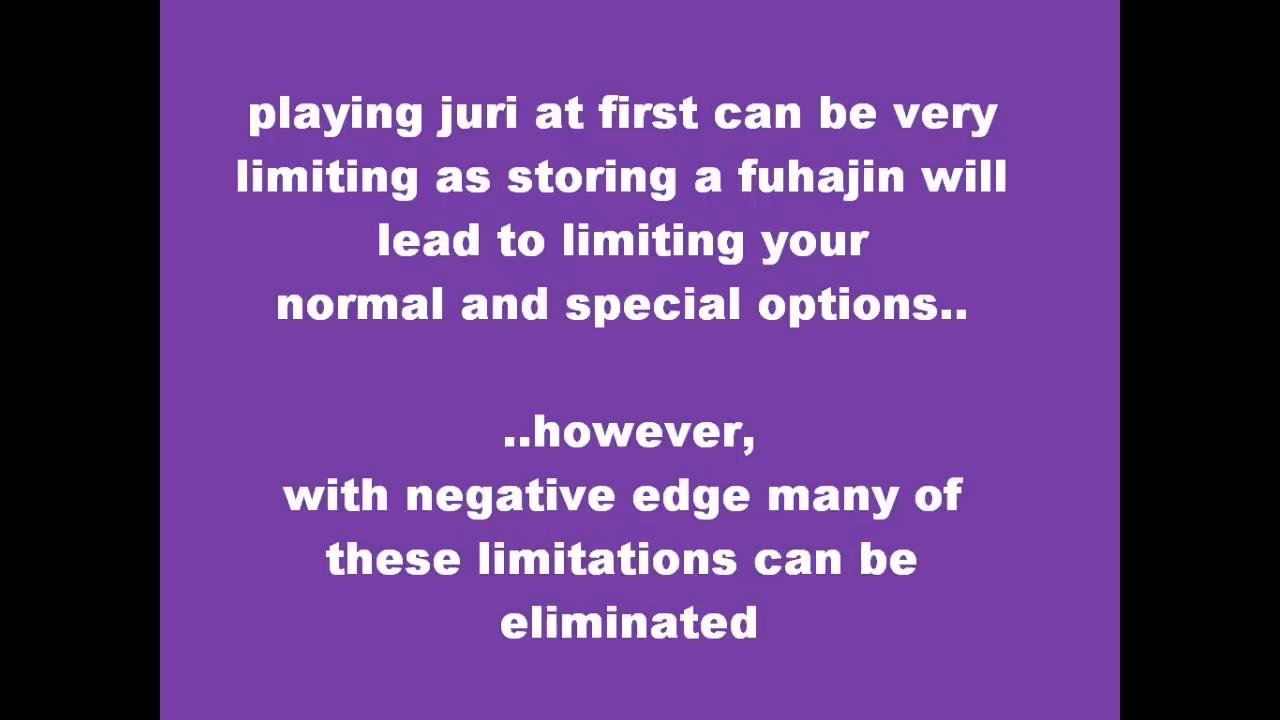 playing juri at first can be very
limiting as storing a fuhajin will
lead to limiting your
normal and special options..
..however,
with negative edge many of
these limitations can be
eliminated